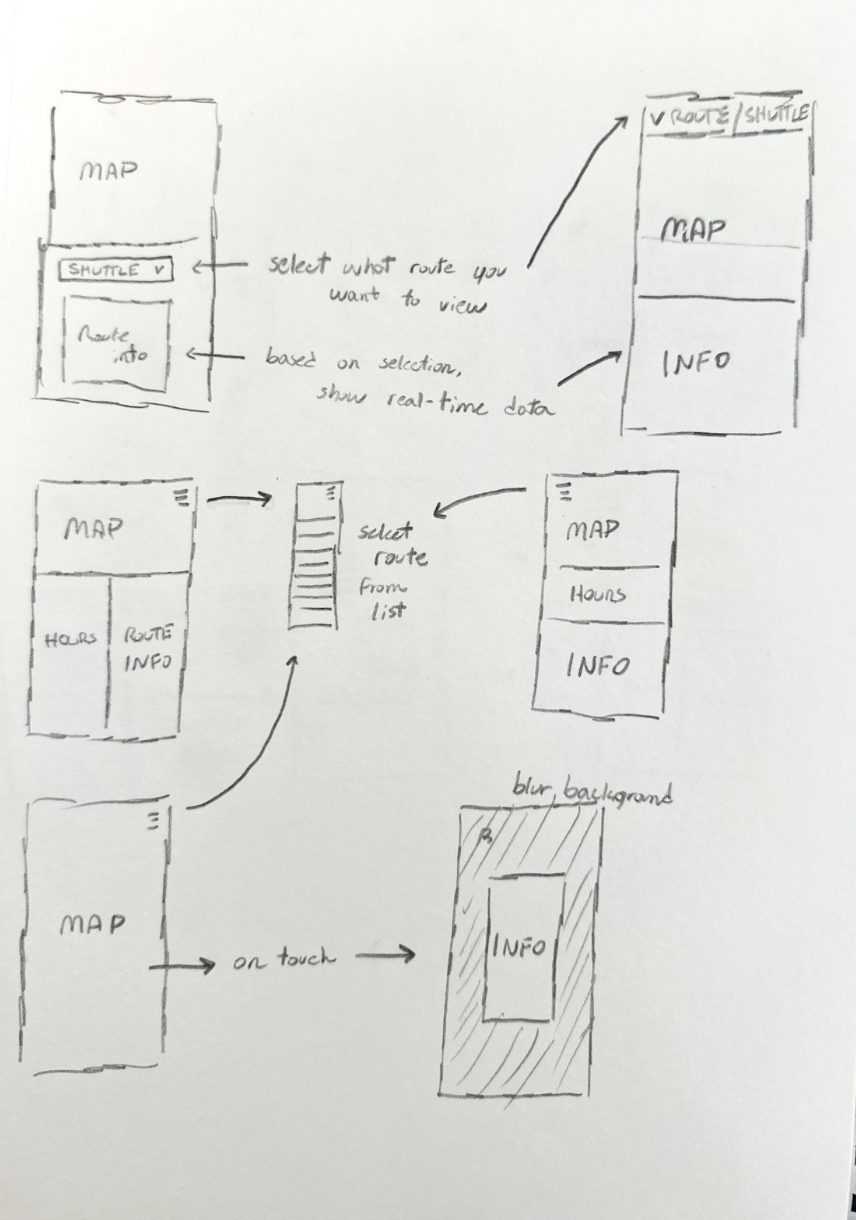 MAP
SHUTTLE v
Route
info
select what route you
want to view
based on selection,
show real-time data
v ROUTE/SHUTTLE
MAP
INFO
MAP
HOURS
ROUTE
INFO
select
route
from
list
MAP
HOURS
INFO
MAP
on touch
blur backgrond
INFO